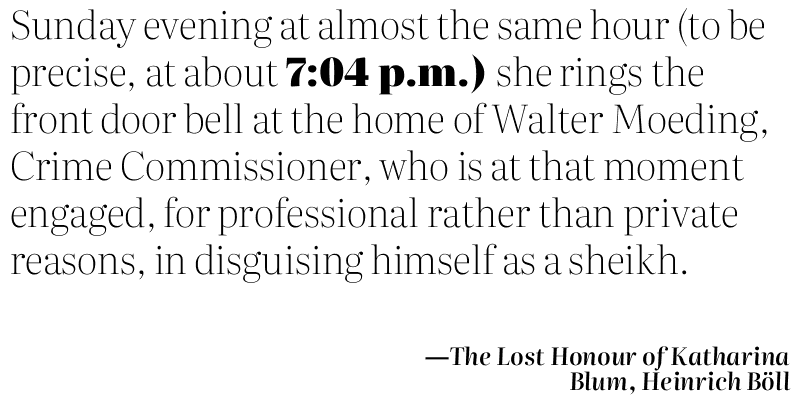 Sunday evening at almost the same hour (to be
precise, at about 7:04 p.m.) she rings the
front door bell at the home of Walter Moeding,
Crime Commissioner, who is at that moment
engaged, for professional rather than private
reasons, in disguising himself as a sheikh.
—The Lost Honour of Katharina
Blum, Heinrich Böll